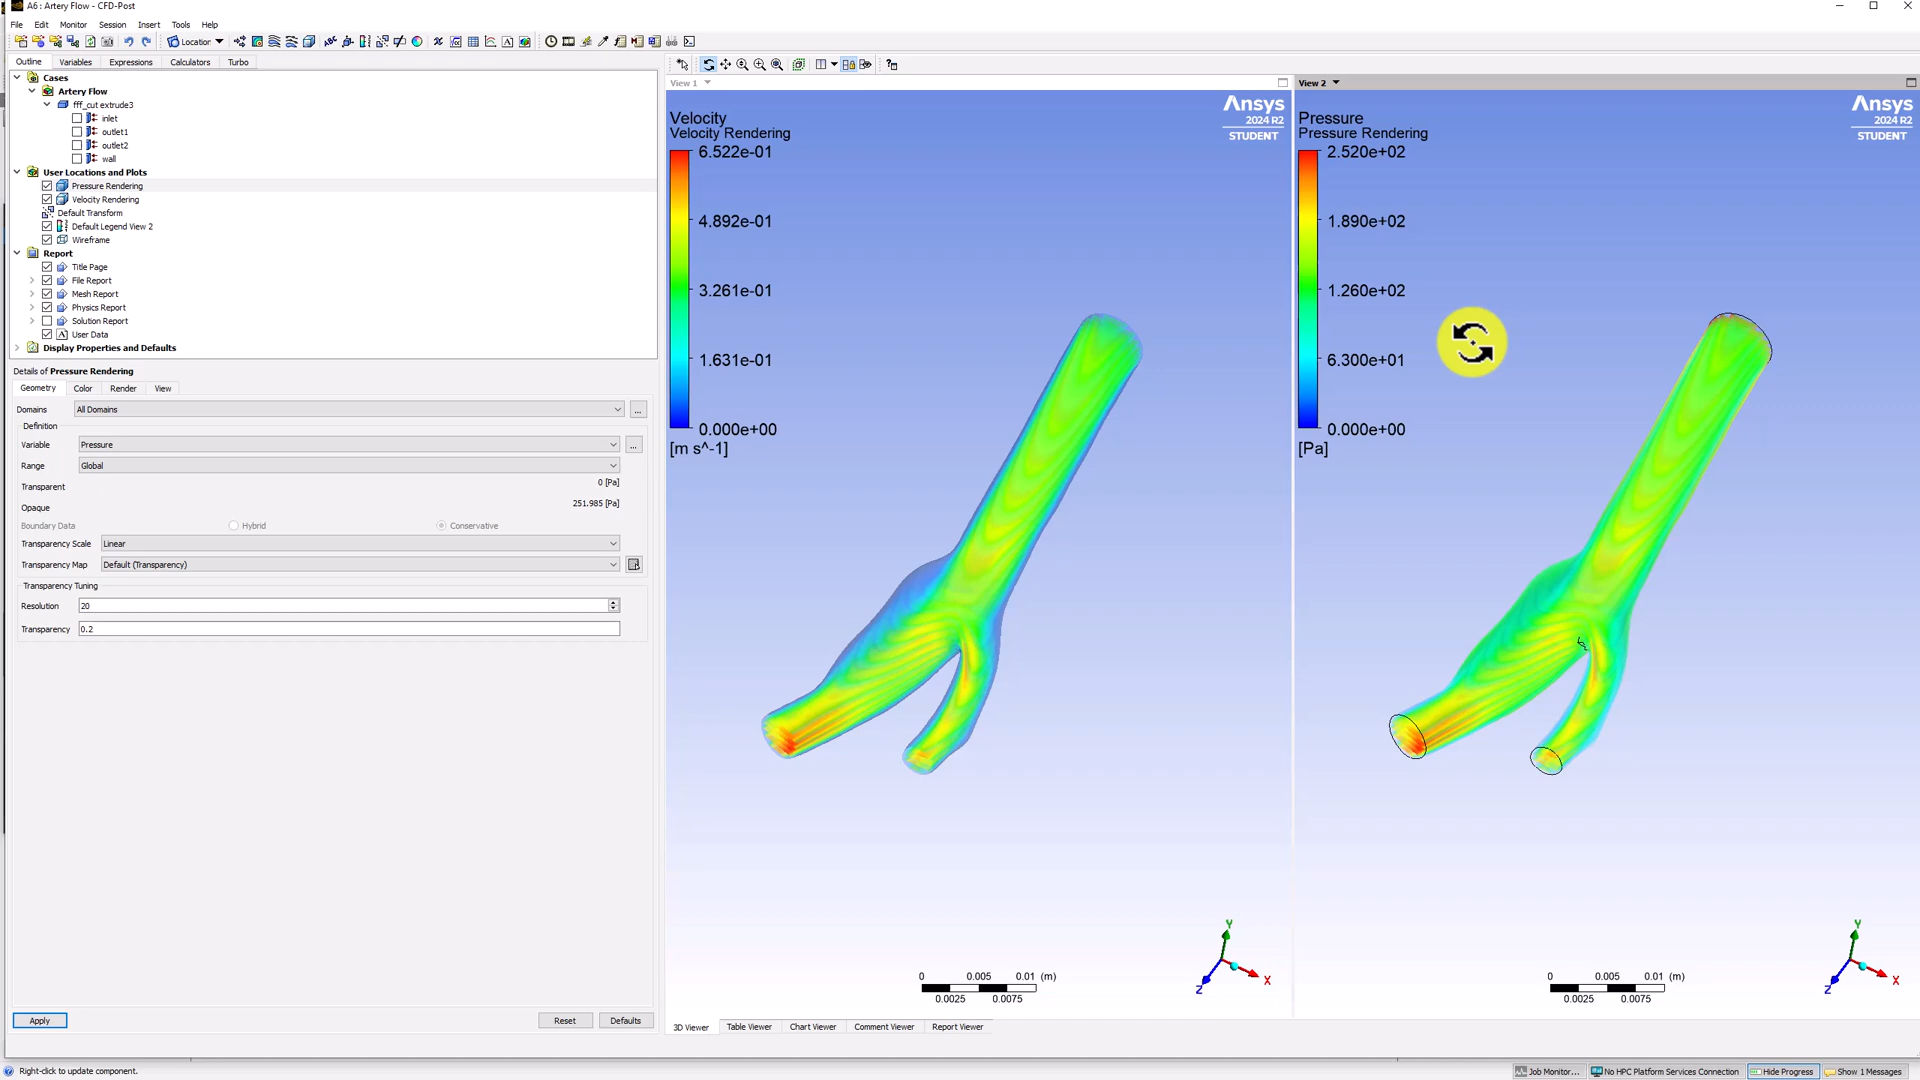 A6 : Artery Flow - CFD-Post
File Edit Monitor Session Insert Tools Help
Location
Outline Variables Expressions Calculators Turbo
Cases
Artery Flow
fff_cut extrude3
inlet
outlet1
outlet2
wall
User Locations and Plots
Pressure Rendering
Velocity Rendering
Default Transform
Default Legend View 2
Wireframe
Report
Title Page
File Report
Mesh Report
Physics Report
Solution Report
User Data
Display Properties and Defaults
Details of Pressure Rendering
Geometry Color Render View
Domains All Domains ...
Definition
Variable Pressure ...
Range Global
Transparent 0 [Pa]
Opaque 251.985 [Pa]
Boundary Data Hybrid Conservative
Transparency Scale Linear
Transparency Map Default (Transparency)
Transparency Tuning
Resolution 20
Transparency 0.2
Apply Reset Defaults
View 1
Velocity
Velocity Rendering
6.522e-01
4.892e-01
3.261e-01
1.631e-01
0.000e+00
[m s^-1]
Ansys
2024 R2
STUDENT
0 0.005 0.01 (m)
0.0025 0.0075
Y
X
Z
View 2
Pressure
Pressure Rendering
2.520e+02
1.890e+02
1.260e+02
6.300e+01
0.000e+00
[Pa]
Ansys
2024 R2
STUDENT
0 0.005 0.01 (m)
0.0025 0.0075
Y
X
Z
3D Viewer Table Viewer Chart Viewer Comment Viewer Report Viewer
Right-click to update component.
Job Monitor... No HPC Platform Services Connection Hide Progress Show 1 Messages